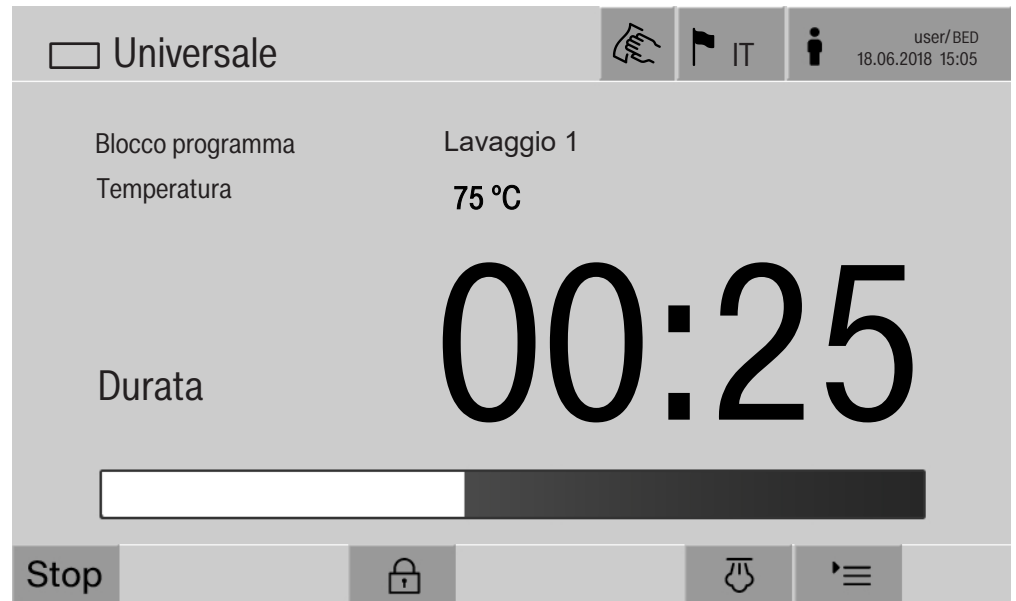 Universale
IT
user/BED
18.06.2018 15:05
Blocco programma
Lavaggio 1
Temperatura
75 ºC
Durata
00:25
Stop